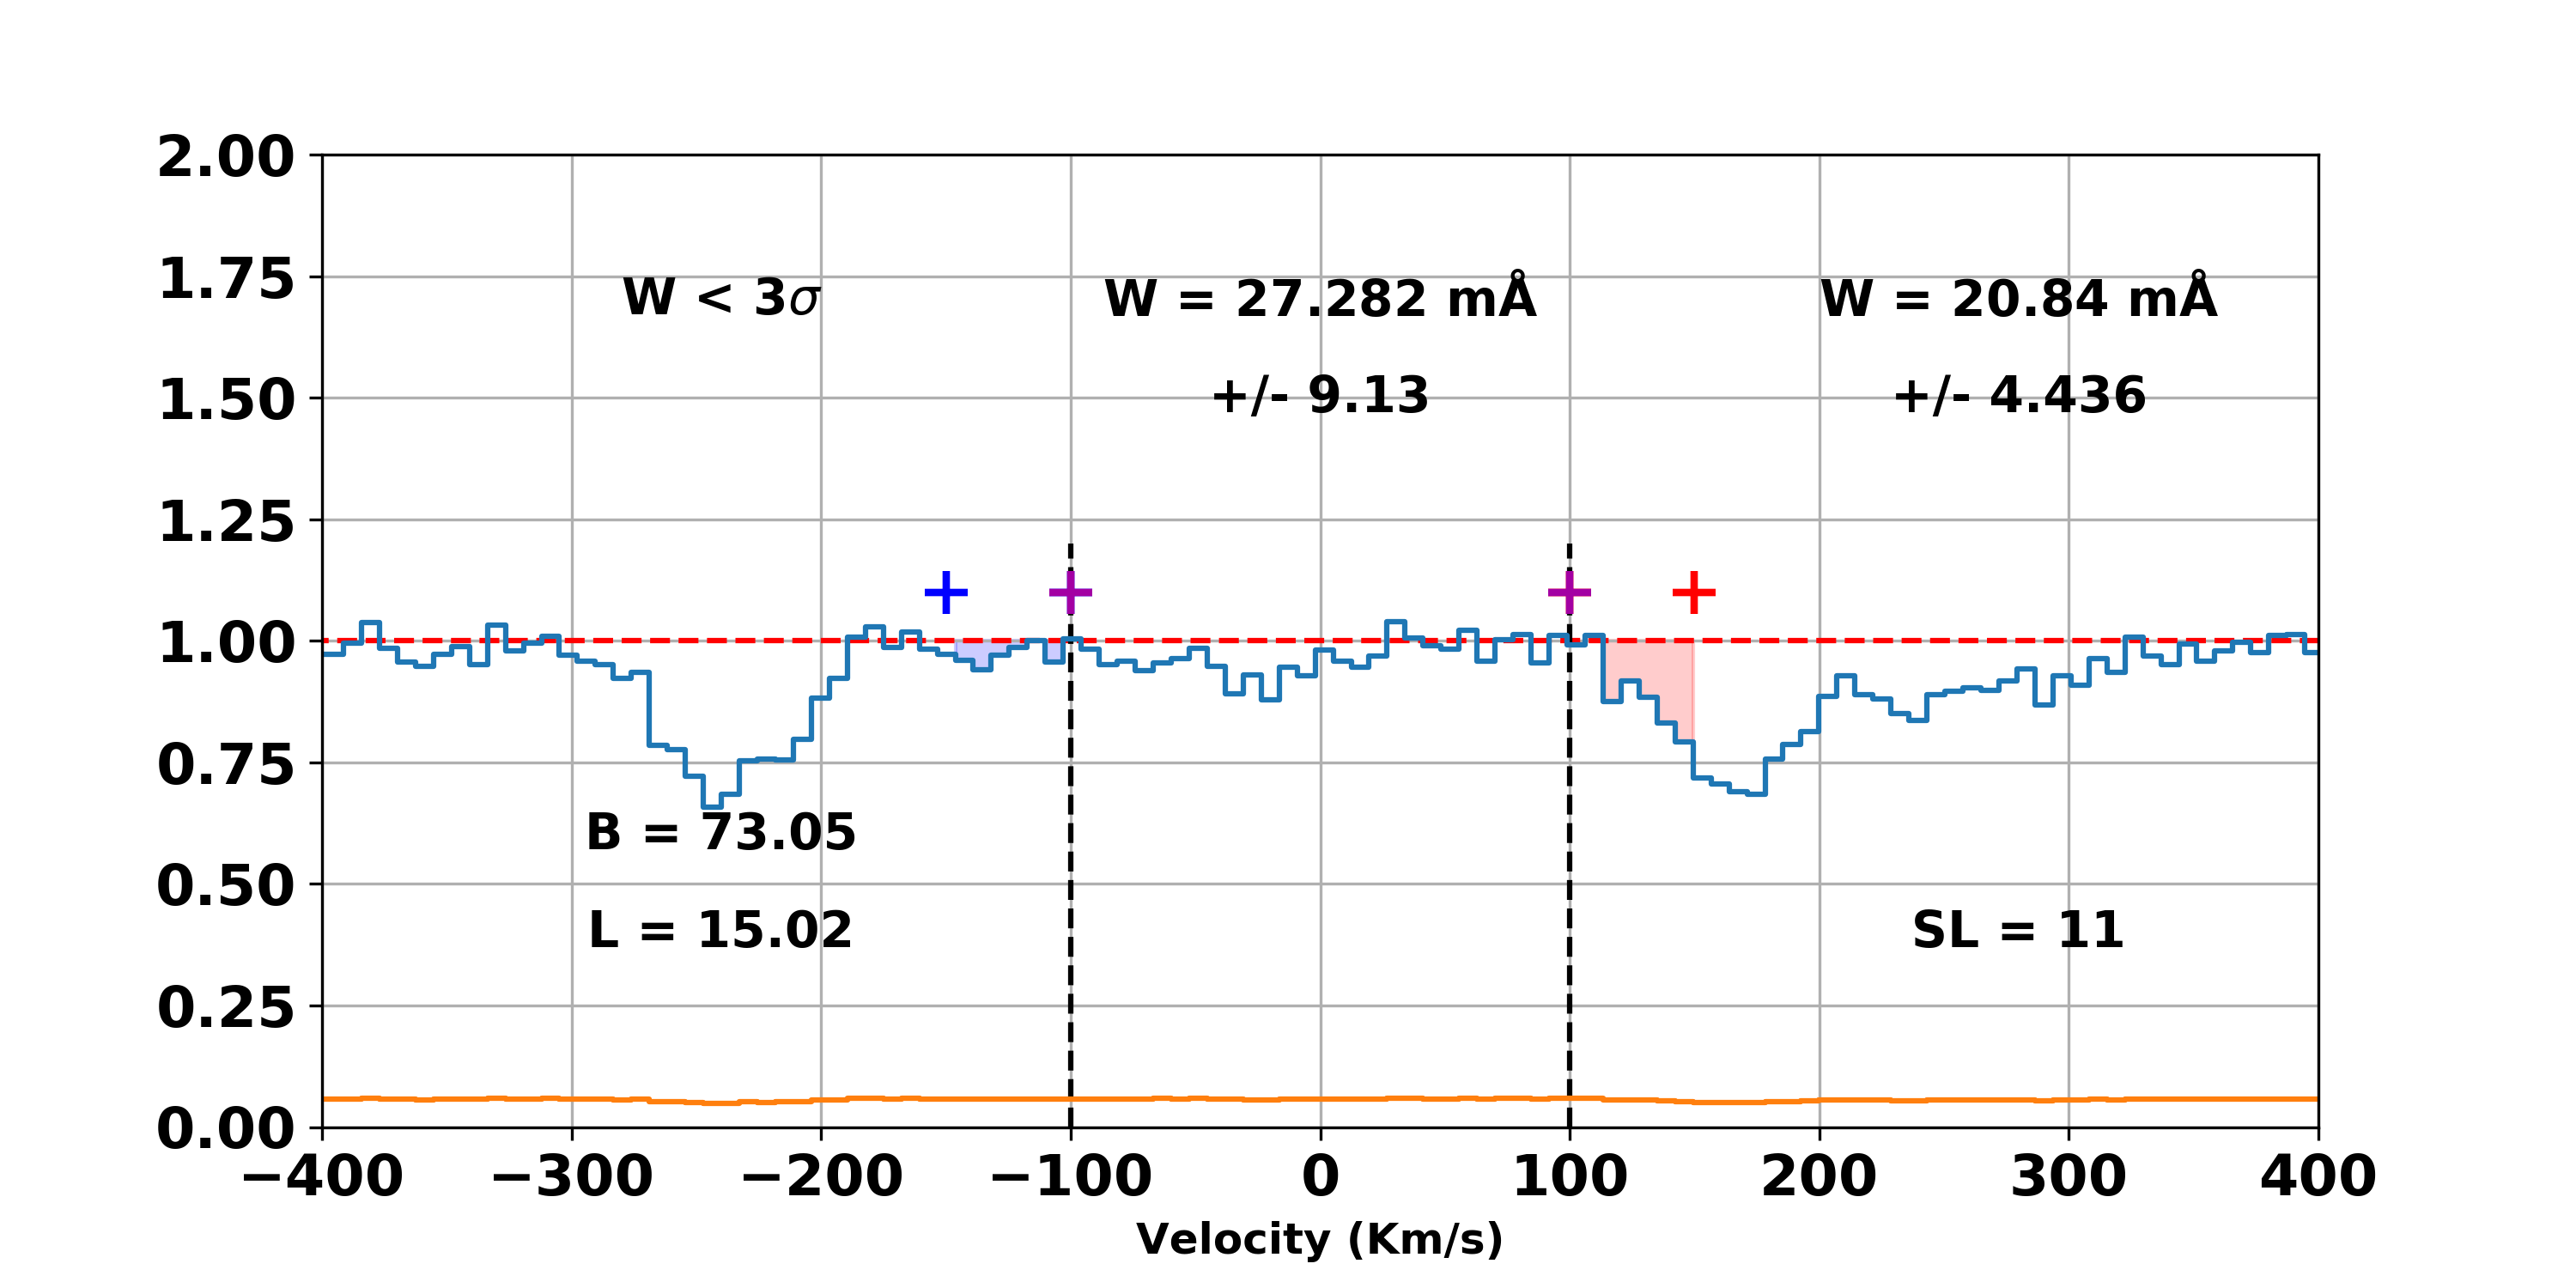 2.00
1.75
1.50
1.25
1.00
0.75
0.50
0.25
0.00
W < 3σ
W = 27.282 mÅ
+/- 9.13
W = 20.84 mÅ
+/- 4.436
B = 73.05
L = 15.02
SL = 11
−400 −300 −200 −100 0 100 200 300 400
Velocity (Km/s)